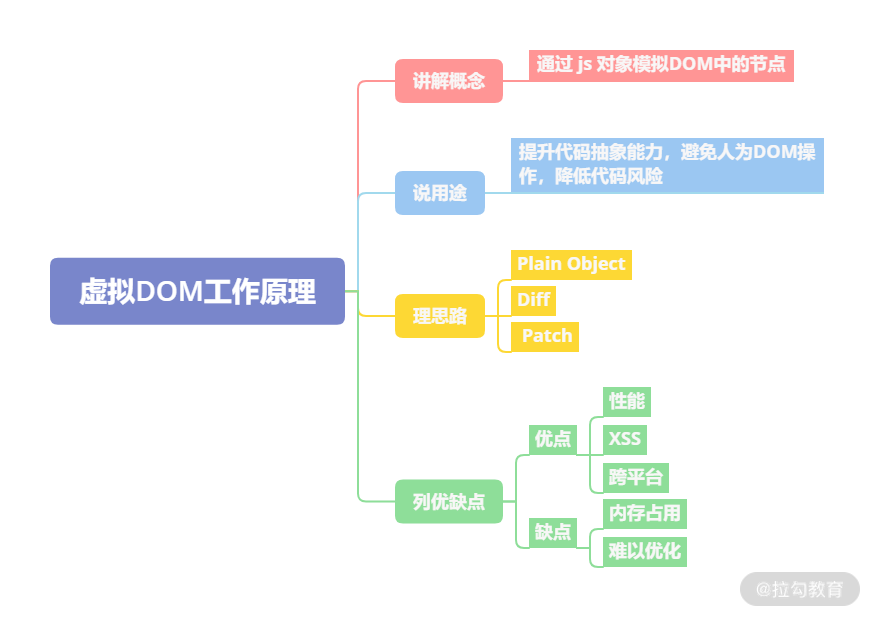 虚拟DOM工作原理
讲解概念
通过 js 对象模拟DOM中的节点
说用途
提升代码抽象能力，避免人为DOM操
作，降低代码风险
理思路
Plain Object
Diff
Patch
列优缺点
优点
性能
XSS
跨平台
缺点
内存占用
难以优化
@拉勾教育